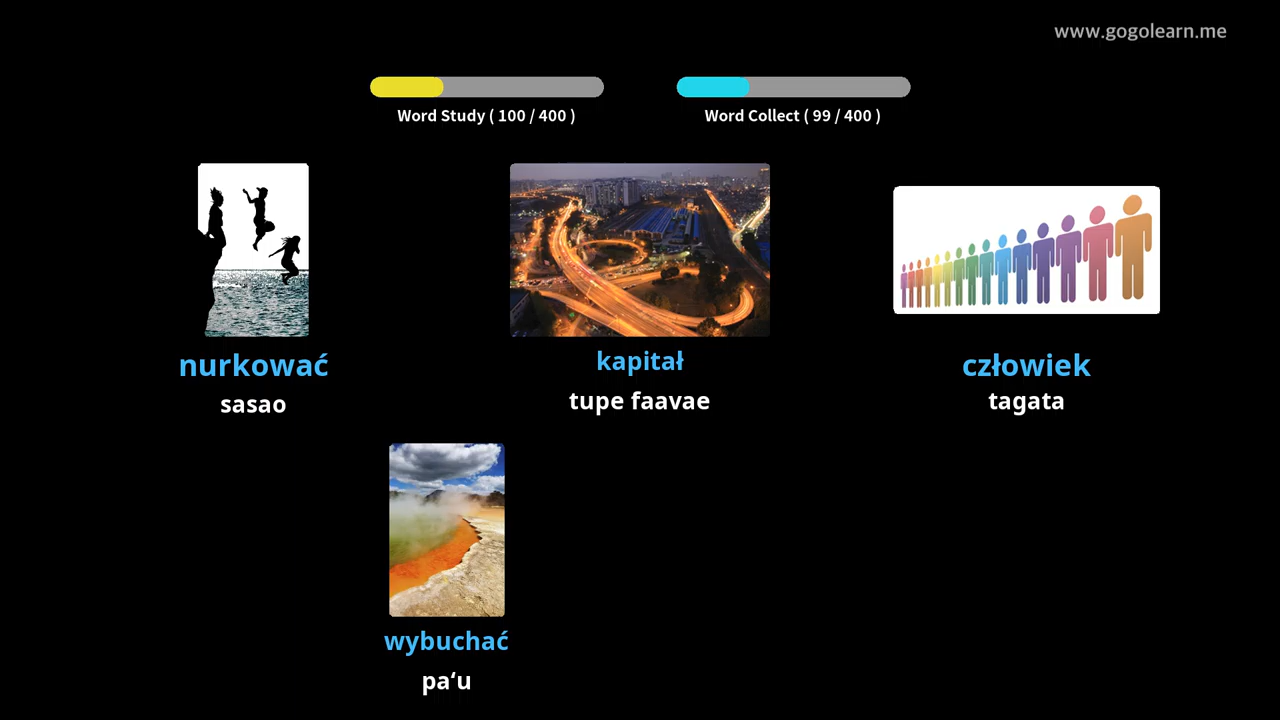 www.gogolearn.me
Word Study ( 100 / 400 )
Word Collect ( 99 / 400 )
nurkować
sasao
kapitał
tupe faavae
człowiek
tagata
wybuchać
pa‘u